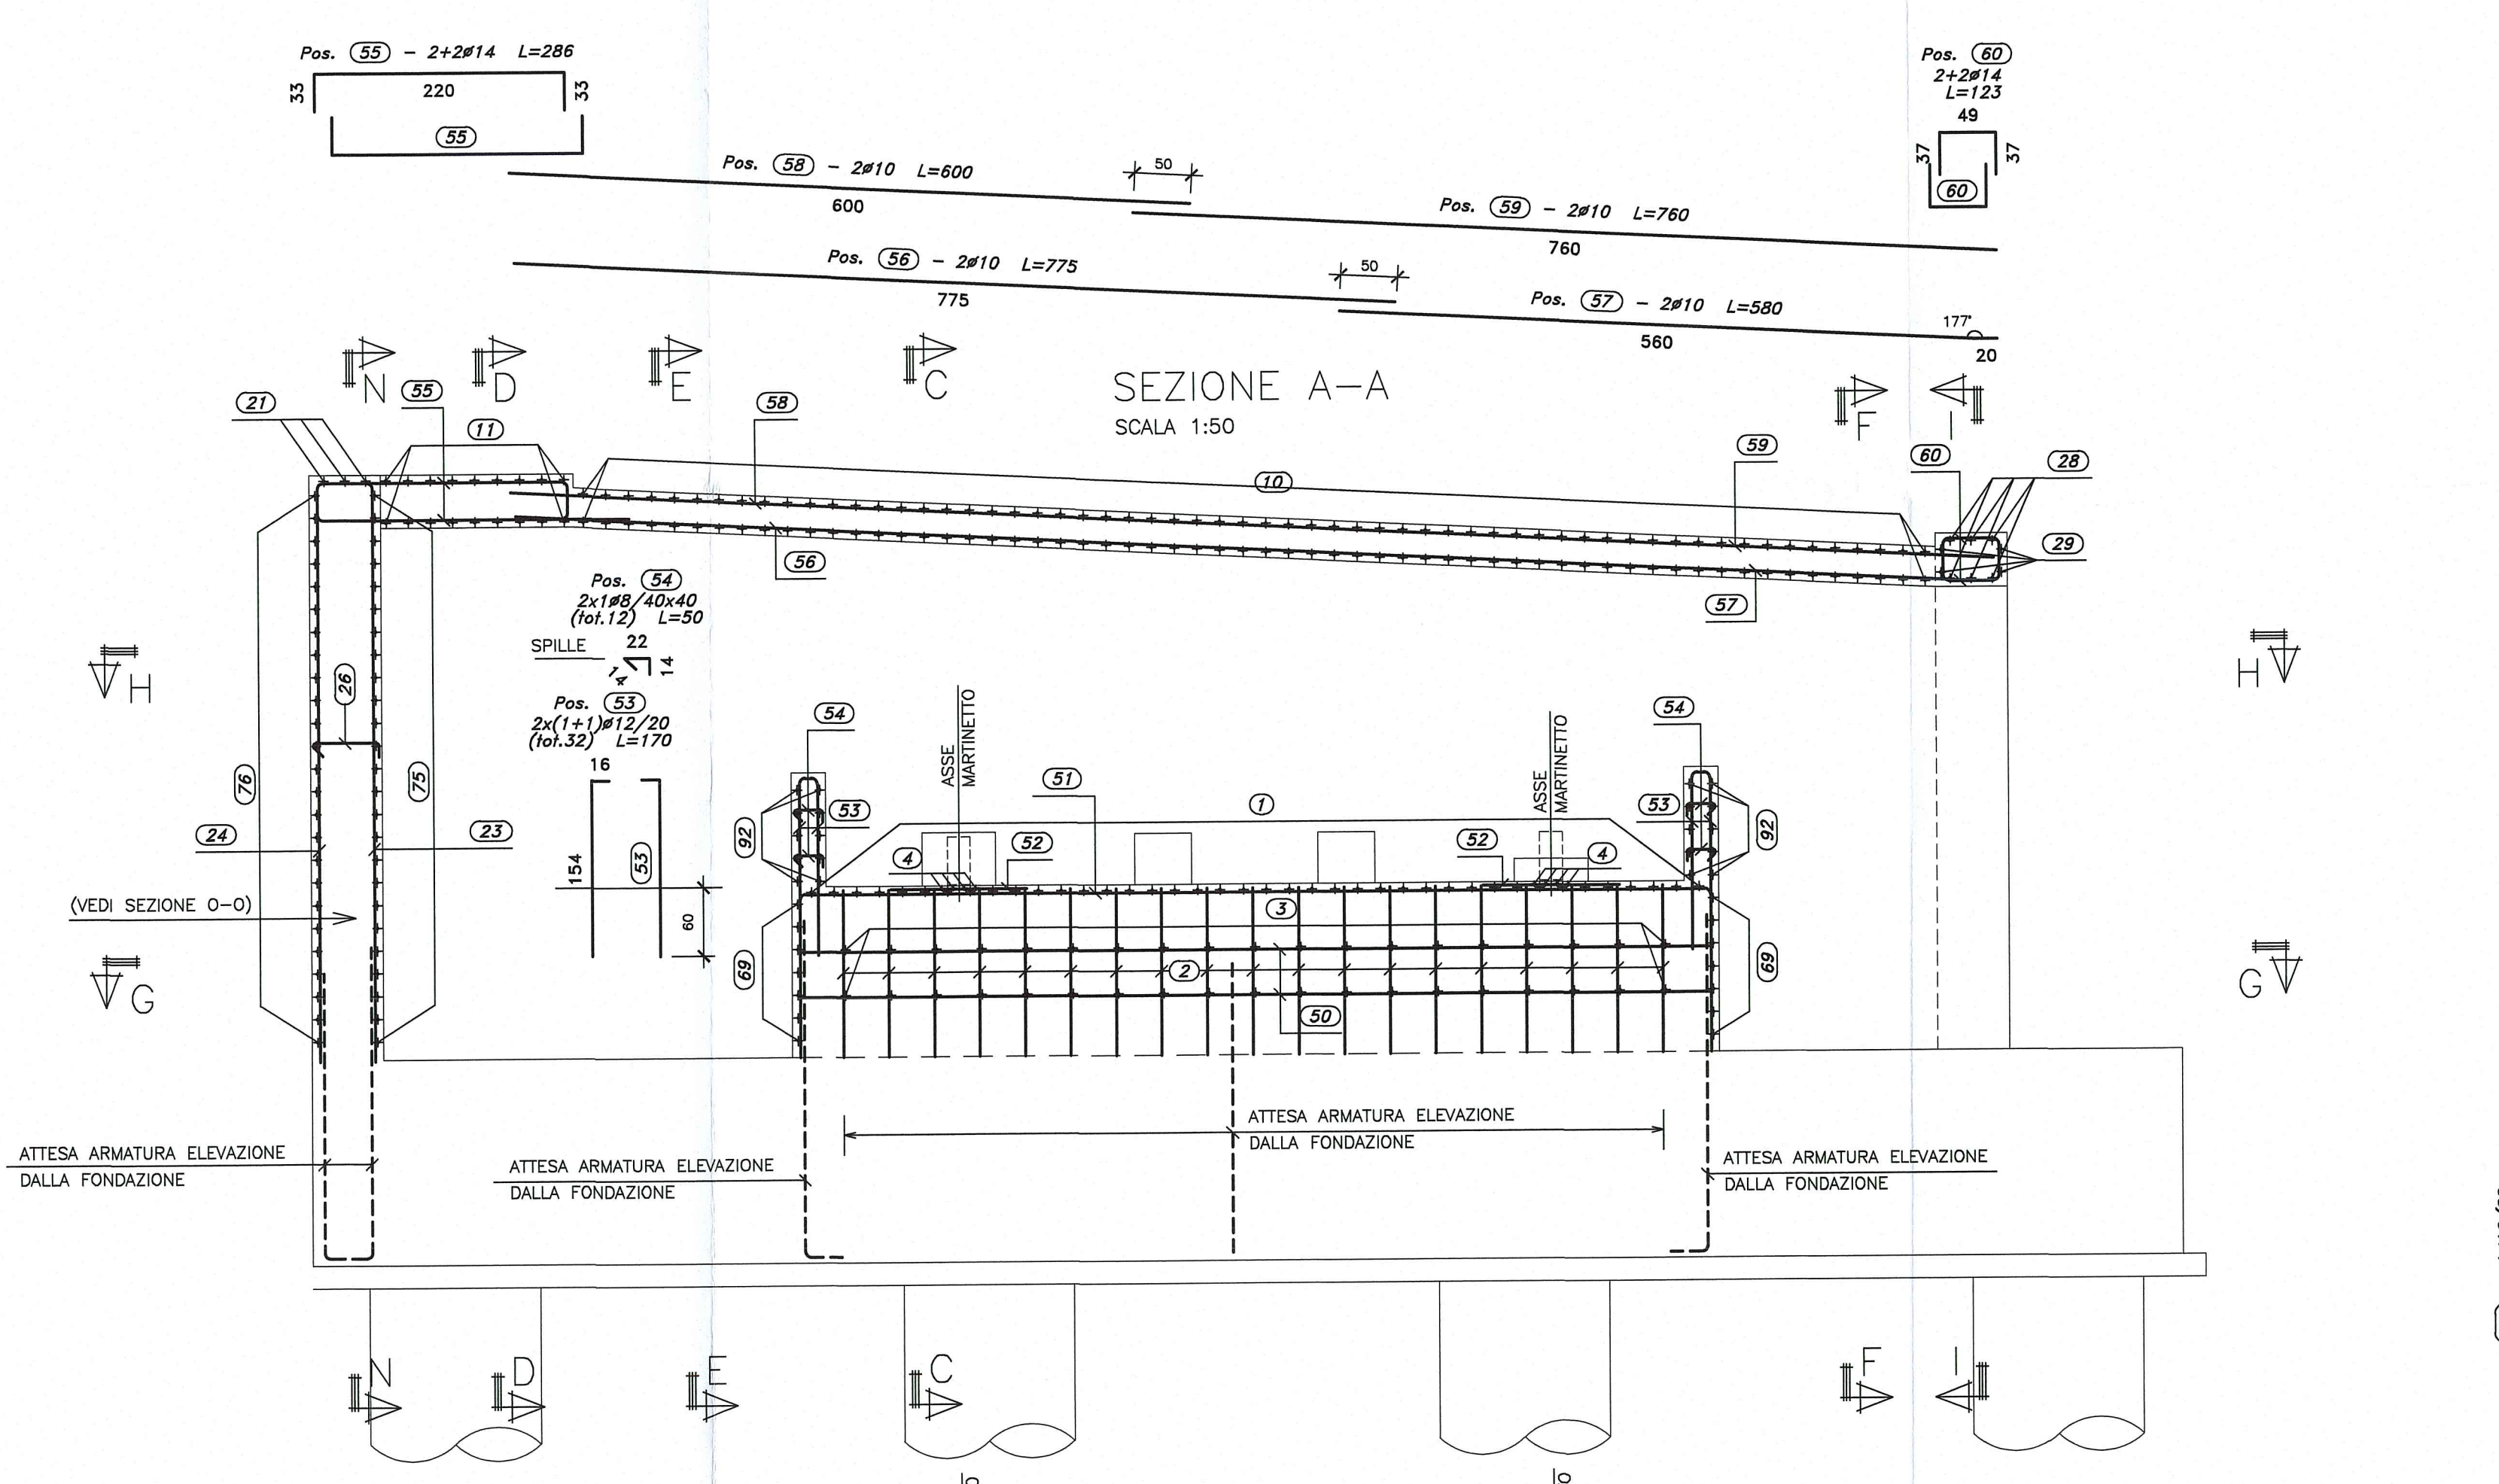 Pos. 55 - 2+2ø14 L=286
33
220
33
55
Pos. 60
2+2ø14
L=123
49
37
37
60
Pos. 58 - 2ø10 L=600
50
600
Pos. 59 - 2ø10 L=760
760
Pos. 56 - 2ø10 L=775
50
775
Pos. 57 - 2ø10 L=580
177°
560
20
N
D
E
C
SEZIONE A-A
SCALA 1:50
F
I
21
55
11
58
10
59
60
28
29
56
57
Pos. 54
2x1ø8/40x40
(tot.12) L=50
SPILLE
22
14
14
Pos. 53
2x(1+1)ø12/20
(tot.32) L=170
16
154
53
60
H
H
26
76
75
24
23
(VEDI SEZIONE O-O)
G
G
54
ASSE
MARTINETTO
51
1
ASSE
MARTINETTO
54
53
53
92
92
4
52
52
4
3
2
50
69
69
ATTESA ARMATURA ELEVAZIONE
DALLA FONDAZIONE
ATTESA ARMATURA ELEVAZIONE
DALLA FONDAZIONE
ATTESA ARMATURA ELEVAZIONE
DALLA FONDAZIONE
ATTESA ARMATURA ELEVAZIONE
DALLA FONDAZIONE
N
D
E
C
F
I